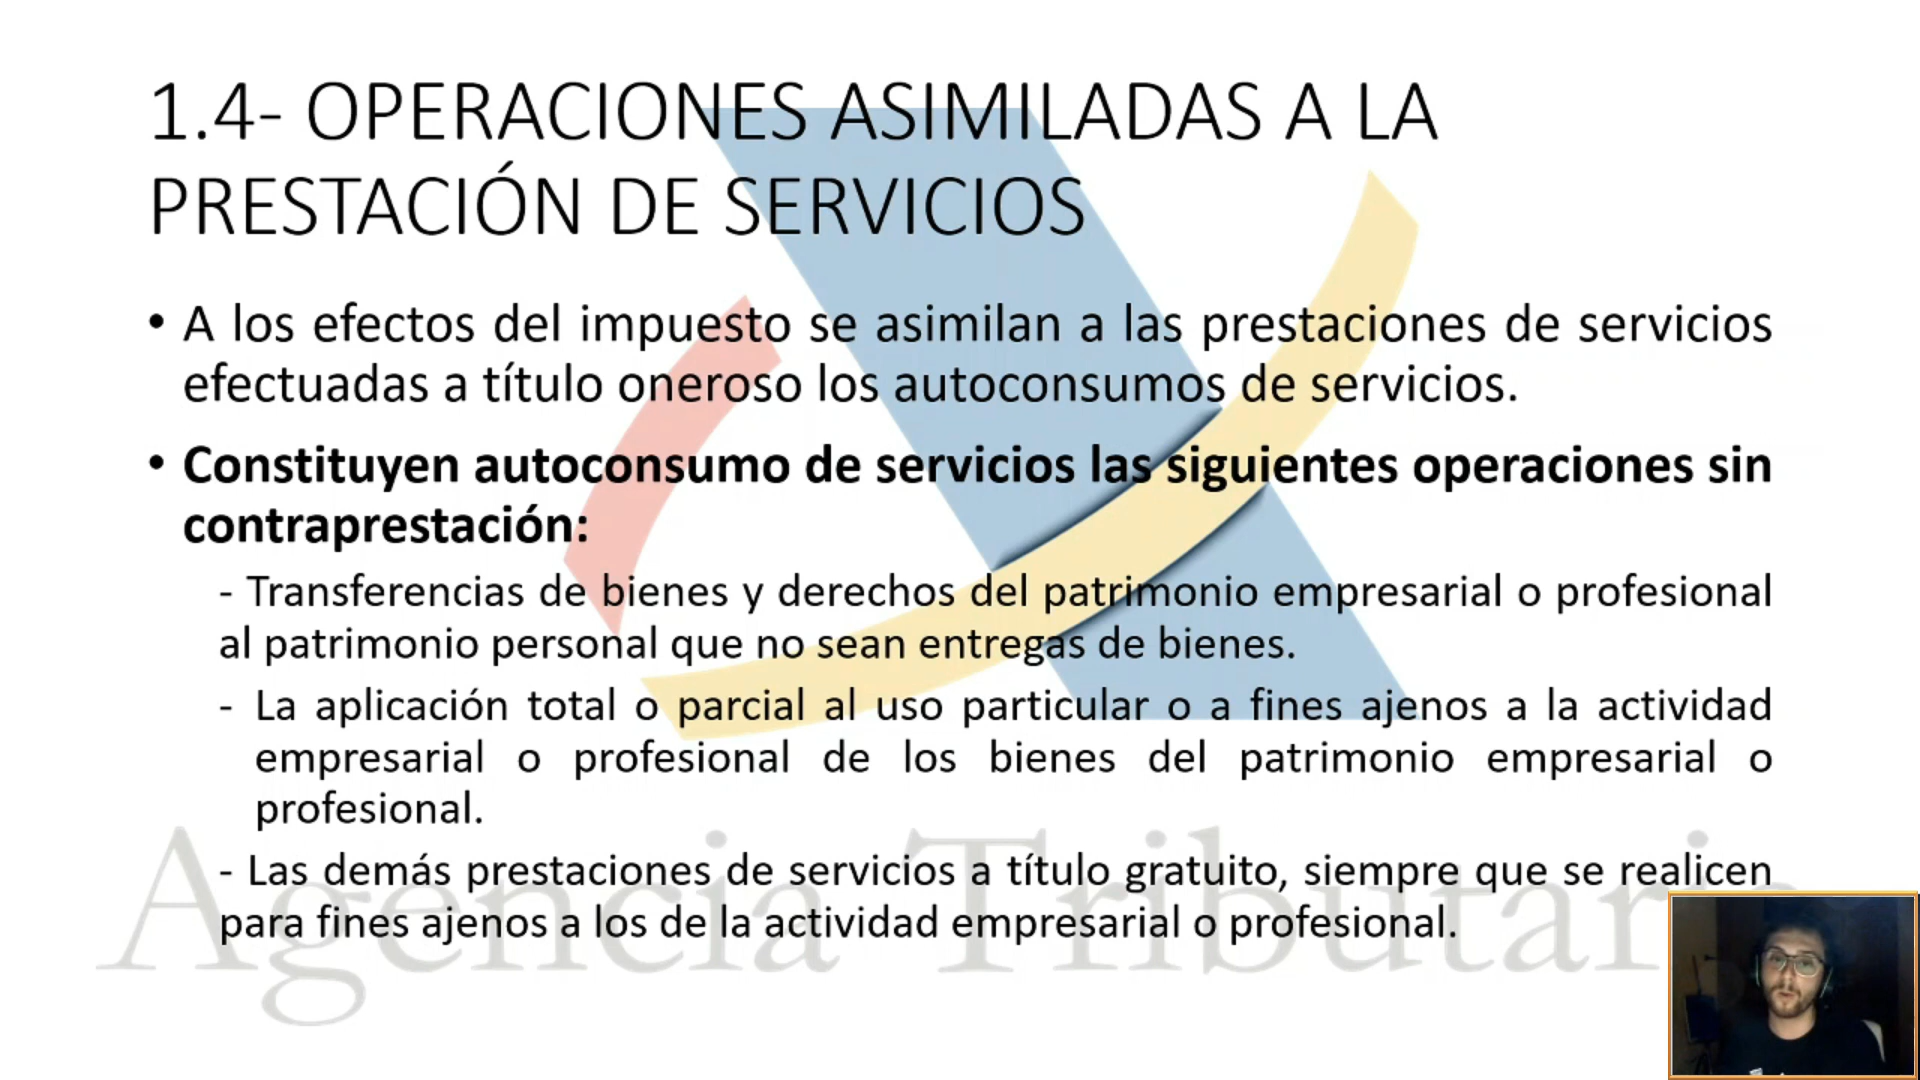 1.4- OPERACIONES ASIMILADAS A LA
PRESTACIÓN DE SERVICIOS
• A los efectos del impuesto se asimilan a las prestaciones de servicios
efectuadas a título oneroso los autoconsumos de servicios.
• Constituyen autoconsumo de servicios las siguientes operaciones sin
contraprestación:
- Transferencias de bienes y derechos del patrimonio empresarial o profesional
al patrimonio personal que no sean entregas de bienes.
- La aplicación total o parcial al uso particular o a fines ajenos a la actividad
empresarial o profesional de los bienes del patrimonio empresarial o
profesional.
- Las demás prestaciones de servicios a título gratuito, siempre que se realicen
para fines ajenos a los de la actividad empresarial o profesional.
Agencia Tributaria